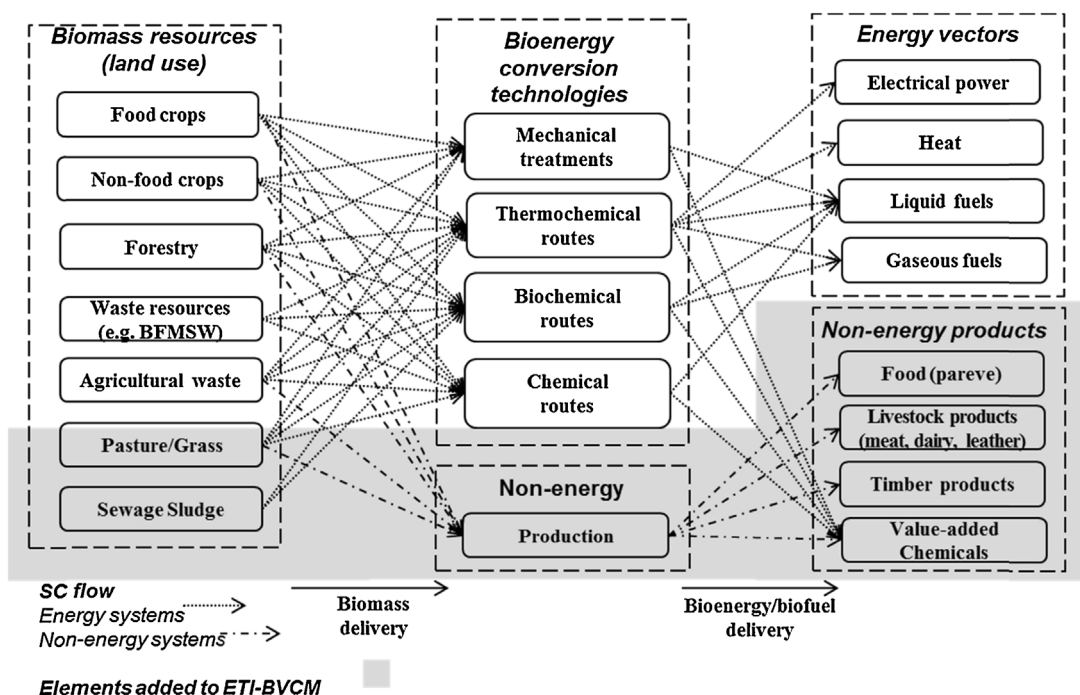 Biomass resources
(land use)
Food crops
Non-food crops
Forestry
Waste resources
(e.g. BFMSW)
Agricultural waste
Pasture/Grass
Sewage Sludge
Bioenergy
conversion
technologies
Mechanical
treatments
Thermochemical
routes
Biochemical
routes
Chemical
routes
Non-energy
Production
Energy vectors
Electrical power
Heat
Liquid fuels
Gaseous fuels
Non-energy products
Food (pareve)
Livestock products
(meat, dairy, leather)
Timber products
Value-added
Chemicals
SC flow
Energy systems
Non-energy systems
Biomass
delivery
Bioenergy/biofuel
delivery
Elements added to ETI-BVCM